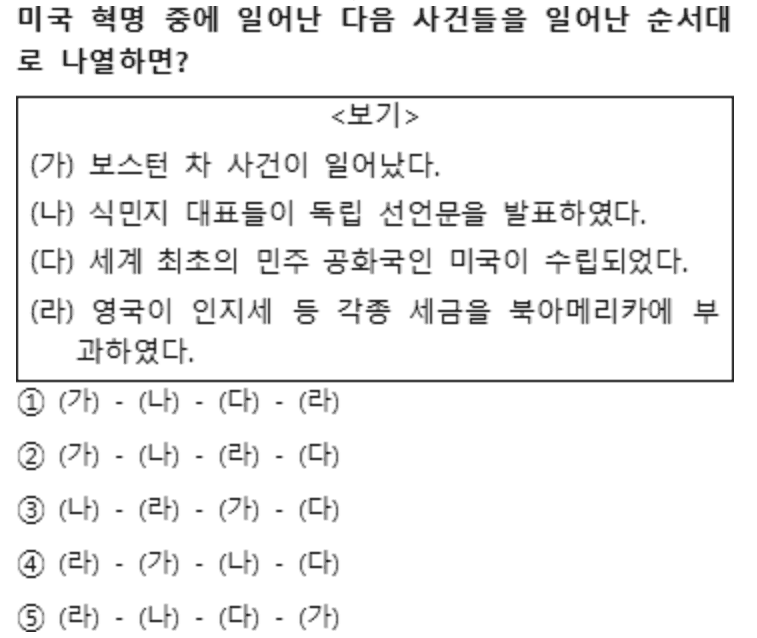 미국 혁명 중에 일어난 다음 사건들을 일어난 순서대
로 나열하면?
<보기>
(가) 보스턴 차 사건이 일어났다.
(나) 식민지 대표들이 독립 선언문을 발표하였다.
(다) 세계 최초의 민주 공화국인 미국이 수립되었다.
(라) 영국이 인지세 등 각종 세금을 북아메리카에 부
과하였다.
① (가) - (나) - (다) - (라)
② (가) - (나) - (라) - (다)
③ (나) - (라) - (가) - (다)
④ (라) - (가) - (나) - (다)
⑤ (라) - (나) - (다) - (가)